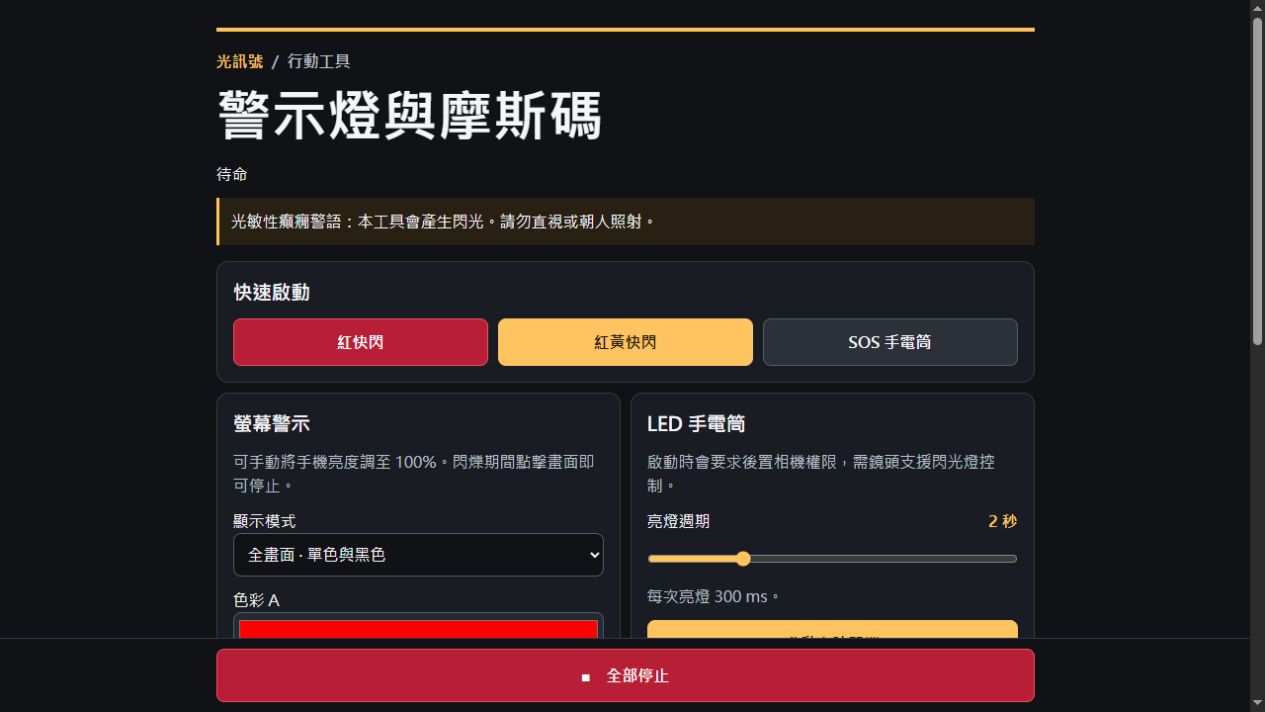 光訊號 / 行動工具
警示燈與摩斯碼
待命
光敏性癲癇警語：本工具會產生閃光。請勿直視或朝人照射。
快速啟動
紅快閃
紅黃快閃
SOS 手電筒
螢幕警示
可手動將手機亮度調至 100%。閃爍期間點擊畫面即
可停止。
顯示模式
全畫面 · 單色與黑色
色彩 A
LED 手電筒
啟動時會要求後置相機權限，需鏡頭支援閃光燈控
制。
亮燈週期
2 秒
每次亮燈 300 ms。
全部停止